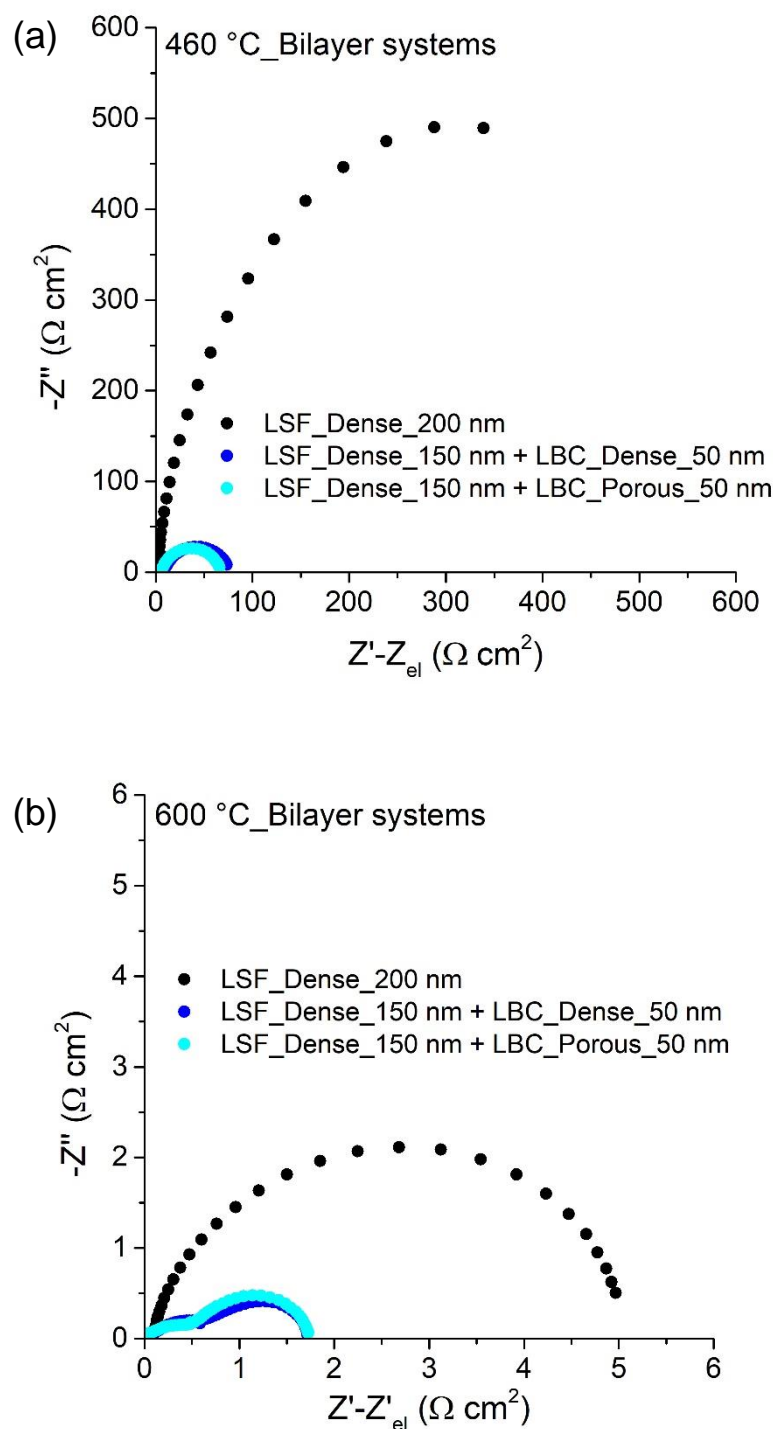 (a)
460 °C_Bilayer systems
600
500
400
300
200
100
0
-Z" (Ω cm²)
LSF_Dense_200 nm
LSF_Dense_150 nm + LBC_Dense_50 nm
LSF_Dense_150 nm + LBC_Porous_50 nm
0 100 200 300 400 500 600
Z'-Zel (Ω cm²)
(b)
600 °C_Bilayer systems
6
5
4
3
2
1
0
-Z" (Ω cm²)
LSF_Dense_200 nm
LSF_Dense_150 nm + LBC_Dense_50 nm
LSF_Dense_150 nm + LBC_Porous_50 nm
0 1 2 3 4 5 6
Z'-Z'el (Ω cm²)